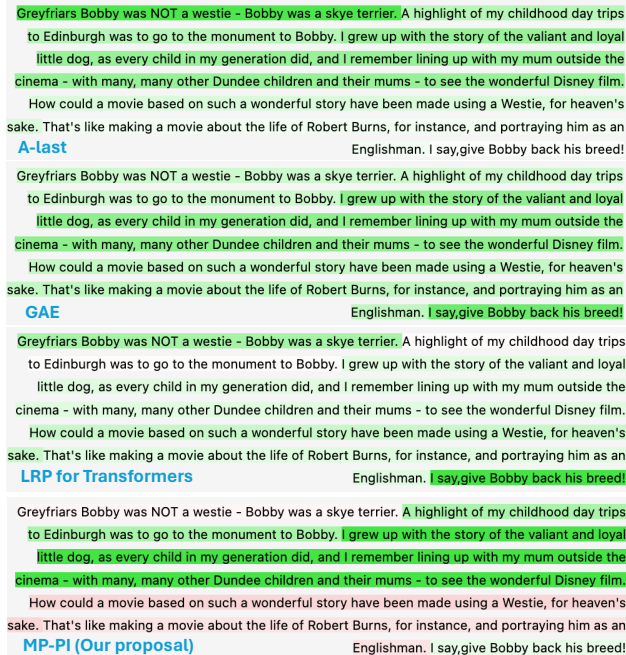 Greyfriars Bobby was NOT a westie - Bobby was a skye terrier. A highlight of my childhood day trips
to Edinburgh was to go to the monument to Bobby. I grew up with the story of the valiant and loyal
little dog, as every child in my generation did, and I remember lining up with my mum outside the
cinema - with many, many other Dundee children and their mums - to see the wonderful Disney film.
How could a movie based on such a wonderful story have been made using a Westie, for heaven's
sake. That's like making a movie about the life of Robert Burns, for instance, and portraying him as an
A-last Englishman. I say,give Bobby back his breed!
Greyfriars Bobby was NOT a westie - Bobby was a skye terrier. A highlight of my childhood day trips
to Edinburgh was to go to the monument to Bobby. I grew up with the story of the valiant and loyal
little dog, as every child in my generation did, and I remember lining up with my mum outside the
cinema - with many, many other Dundee children and their mums - to see the wonderful Disney film.
How could a movie based on such a wonderful story have been made using a Westie, for heaven's
sake. That's like making a movie about the life of Robert Burns, for instance, and portraying him as an
GAE Englishman. I say,give Bobby back his breed!
Greyfriars Bobby was NOT a westie - Bobby was a skye terrier. A highlight of my childhood day trips
to Edinburgh was to go to the monument to Bobby. I grew up with the story of the valiant and loyal
little dog, as every child in my generation did, and I remember lining up with my mum outside the
cinema - with many, many other Dundee children and their mums - to see the wonderful Disney film.
How could a movie based on such a wonderful story have been made using a Westie, for heaven's
sake. That's like making a movie about the life of Robert Burns, for instance, and portraying him as an
LRP for Transformers Englishman. I say,give Bobby back his breed!
Greyfriars Bobby was NOT a westie - Bobby was a skye terrier. A highlight of my childhood day trips
to Edinburgh was to go to the monument to Bobby. I grew up with the story of the valiant and loyal
little dog, as every child in my generation did, and I remember lining up with my mum outside the
cinema - with many, many other Dundee children and their mums - to see the wonderful Disney film.
How could a movie based on such a wonderful story have been made using a Westie, for heaven's
sake. That's like making a movie about the life of Robert Burns, for instance, and portraying him as an
MP-PI (Our proposal) Englishman. I say,give Bobby back his breed!